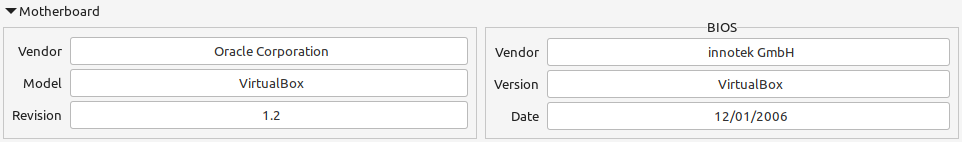 Motherboard
Vendor Oracle Corporation
Model VirtualBox
Revision 1.2
BIOS
Vendor innotek GmbH
Version VirtualBox
Date 12/01/2006